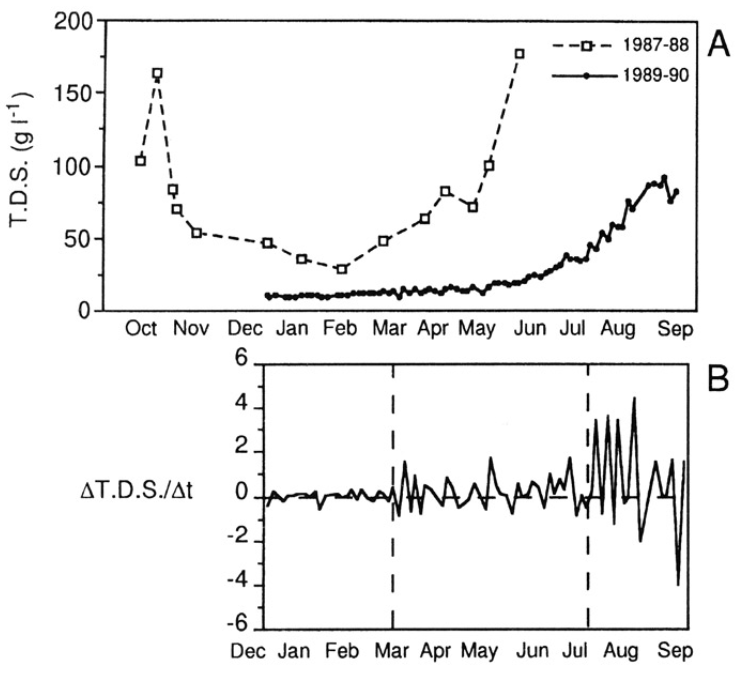 200
150
100
50
0
T.D.S. (g l⁻¹)
1987-88
1989-90
A
Oct Nov Dec Jan Feb Mar Apr May Jun Jul Aug Sep
6
4
2
0
-2
-4
-6
ΔT.D.S./Δt
B
Dec Jan Feb Mar Apr May Jun Jul Aug Sep